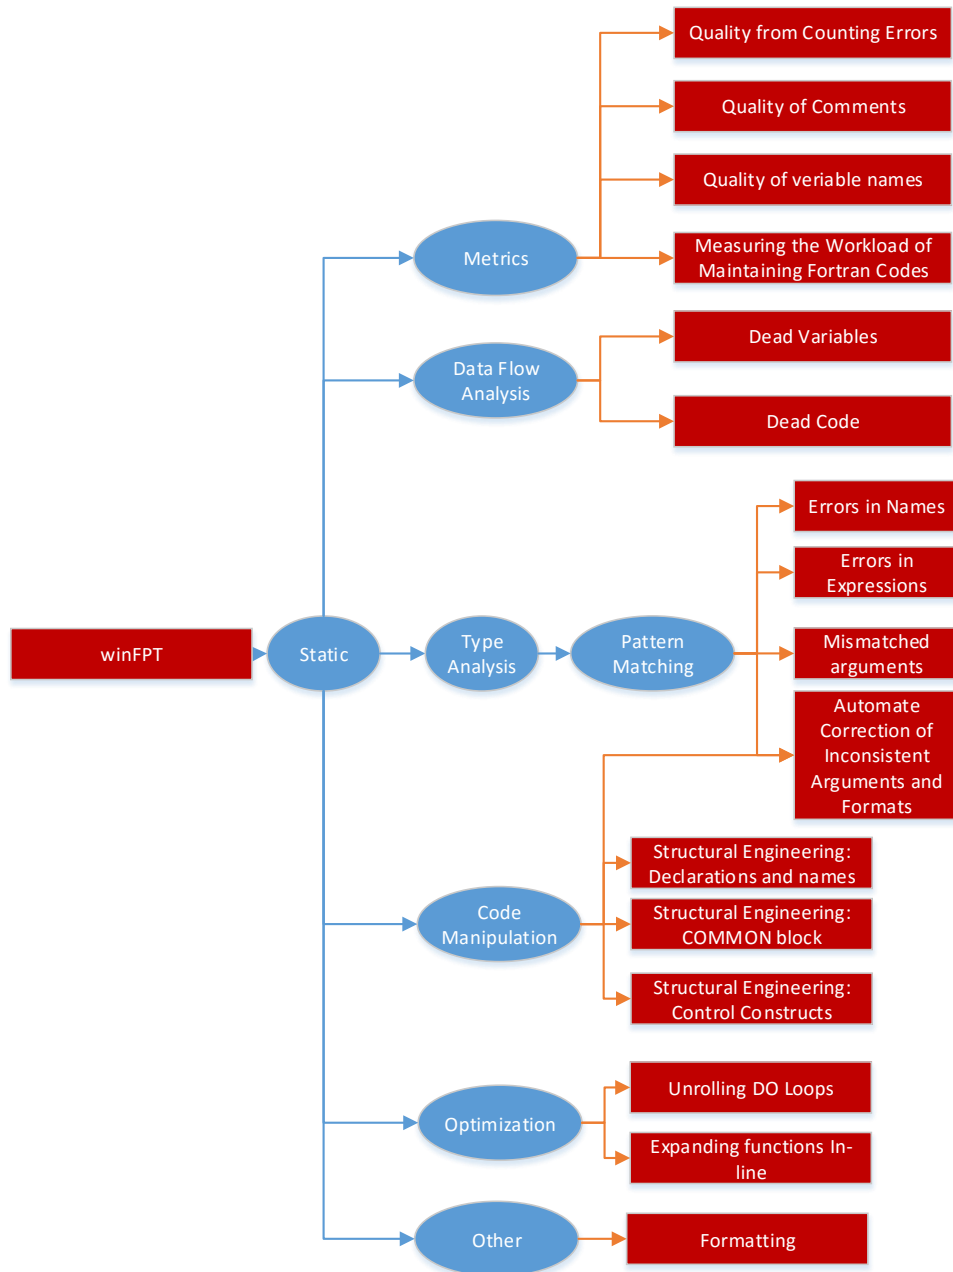 Quality from Counting Errors
Quality of Comments
Quality of veriable names
Metrics
Measuring the Workload of
Maintaining Fortran Codes
Data Flow
Analysis
Dead Variables
Dead Code
Errors in Names
Errors in
Expressions
winFPT
Static
Type
Analysis
Pattern
Matching
Mismatched
arguments
Automate
Correction of
Inconsistent
Arguments and
Formats
Structural Engineering:
Declarations and names
Code
Manipulation
Structural Engineering:
COMMON block
Structural Engineering:
Control Constructs
Optimization
Unrolling DO Loops
Expanding functions In-
line
Other
Formatting